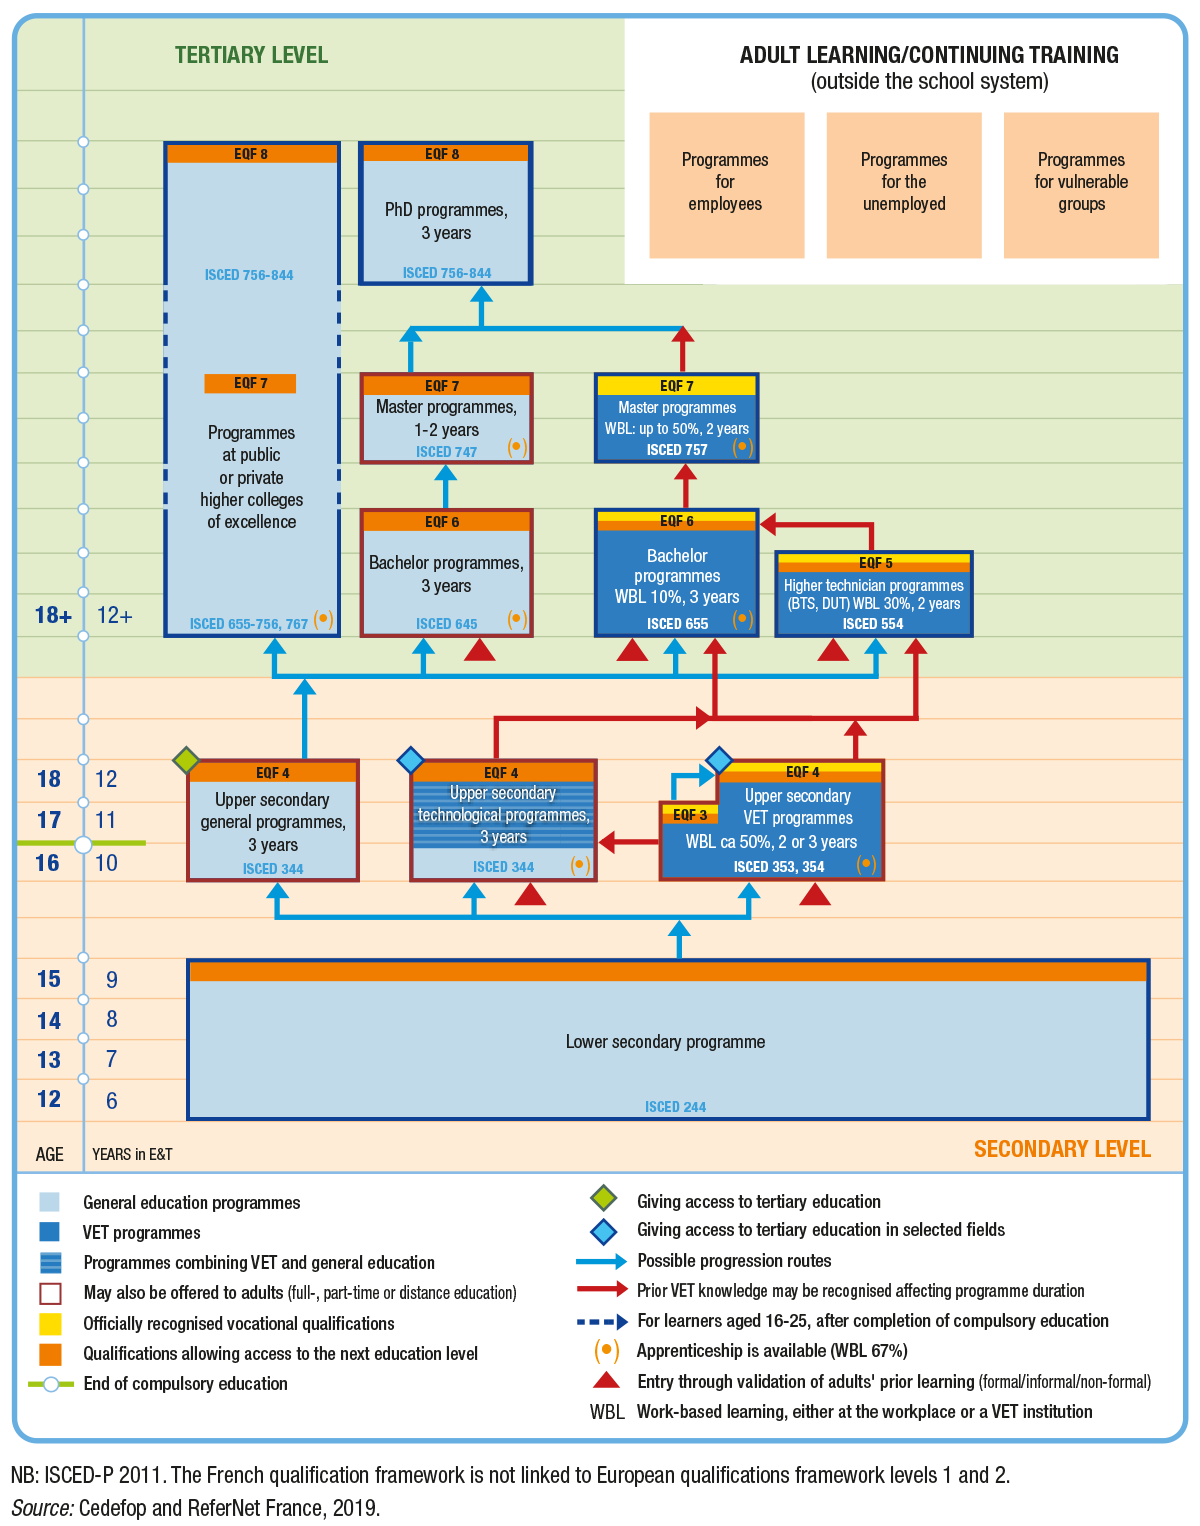 TERTIARY LEVEL
ADULT LEARNING/CONTINUING TRAINING
(outside the school system)
Programmes
for
employees
Programmes
for the
unemployed
Programmes
for vulnerable
groups
EQF 8
ISCED 756-844
EQF 7
Programmes
at public
or private
higher colleges
of excellence
ISCED 655-756, 767
EQF 8
PhD programmes,
3 years
ISCED 756-844
EQF 7
Master programmes,
1-2 years
ISCED 747
EQF 7
Master programmes
WBL: up to 50%, 2 years
ISCED 757
EQF 6
Bachelor programmes,
3 years
ISCED 645
EQF 6
Bachelor
programmes
WBL 10%, 3 years
ISCED 655
EQF 5
Higher technician programmes
(BTS, DUT) WBL 30%, 2 years
ISCED 554
18+ 12+
18 12
17 11
16 10
EQF 4
Upper secondary
general programmes,
3 years
ISCED 344
EQF 4
Upper secondary
technological programmes,
3 years
ISCED 344
EQF 3
EQF 4
Upper secondary
VET programmes
WBL ca 50%, 2 or 3 years
ISCED 353, 354
15 9
14 8
13 7
12 6
Lower secondary programme
ISCED 244
AGE YEARS in E&T
SECONDARY LEVEL
General education programmes
VET programmes
Programmes combining VET and general education
May also be offered to adults (full-, part-time or distance education)
Officially recognised vocational qualifications
Qualifications allowing access to the next education level
End of compulsory education
Giving access to tertiary education
Giving access to tertiary education in selected fields
Possible progression routes
Prior VET knowledge may be recognised affecting programme duration
For learners aged 16-25, after completion of compulsory education
Apprenticeship is available (WBL 67%)
Entry through validation of adults' prior learning (formal/informal/non-formal)
WBL Work-based learning, either at the workplace or a VET institution
NB: ISCED-P 2011. The French qualification framework is not linked to European qualifications framework levels 1 and 2.
Source: Cedefop and ReferNet France, 2019.